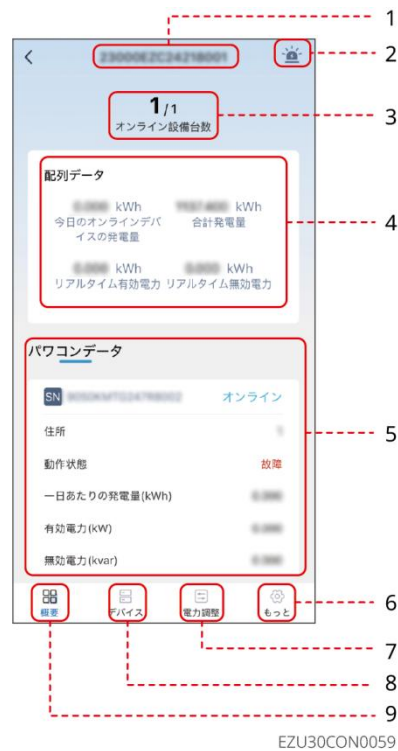 1
2
1/1
オンライン設備台数
3
配列データ
kWh
kWh
今日のオンラインデバ
イスの発電量
合計発電量
4
kWh
kWh
リアルタイム有効電力
リアルタイム無効電力
パワコンデータ
SN
オンライン
住所
5
動作状態
故障
一日あたりの発電量(kWh)
有効電力(kW)
無効電力(kvar)
概要
デバイス
電力調整
もっと
6
7
8
9
EZU30CON0059